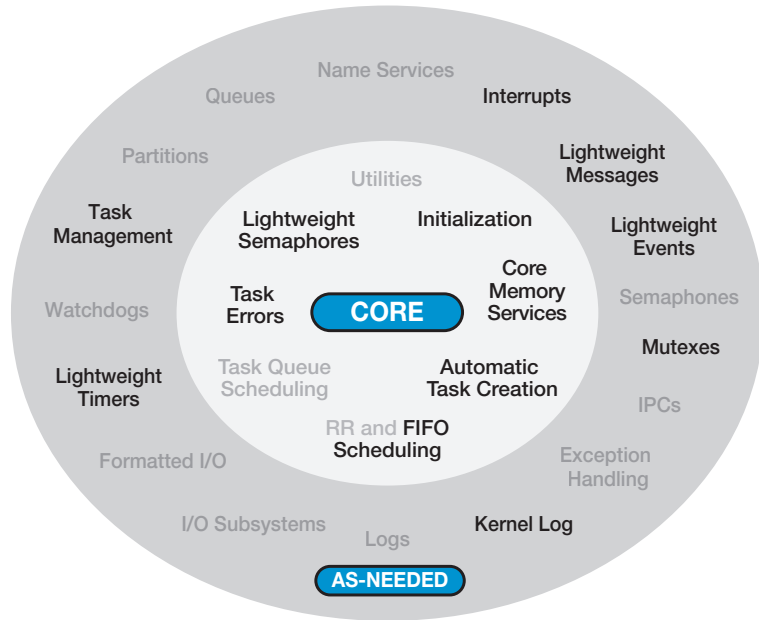 Name Services
Queues
Interrupts
Partitions
Lightweight
Messages
Utilities
Task
Management
Lightweight
Semaphores
Initialization
Lightweight
Events
Core
Memory
Services
Task
Errors
CORE
Watchdogs
Semaphones
Mutexes
Lightweight
Timers
Task Queue
Scheduling
Automatic
Task Creation
IPCs
RR and FIFO
Scheduling
Formatted I/O
Exception
Handling
I/O Subsystems
Logs
Kernel Log
AS-NEEDED